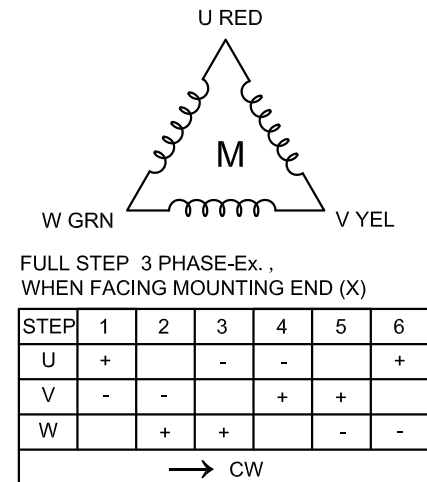 U RED
M
W GRN
V YEL
FULL STEP 3 PHASE-Ex. ,
WHEN FACING MOUNTING END (X)
STEP 1 2 3 4 5 6
U + - - +
V - - + +
W + + - -
→ CW